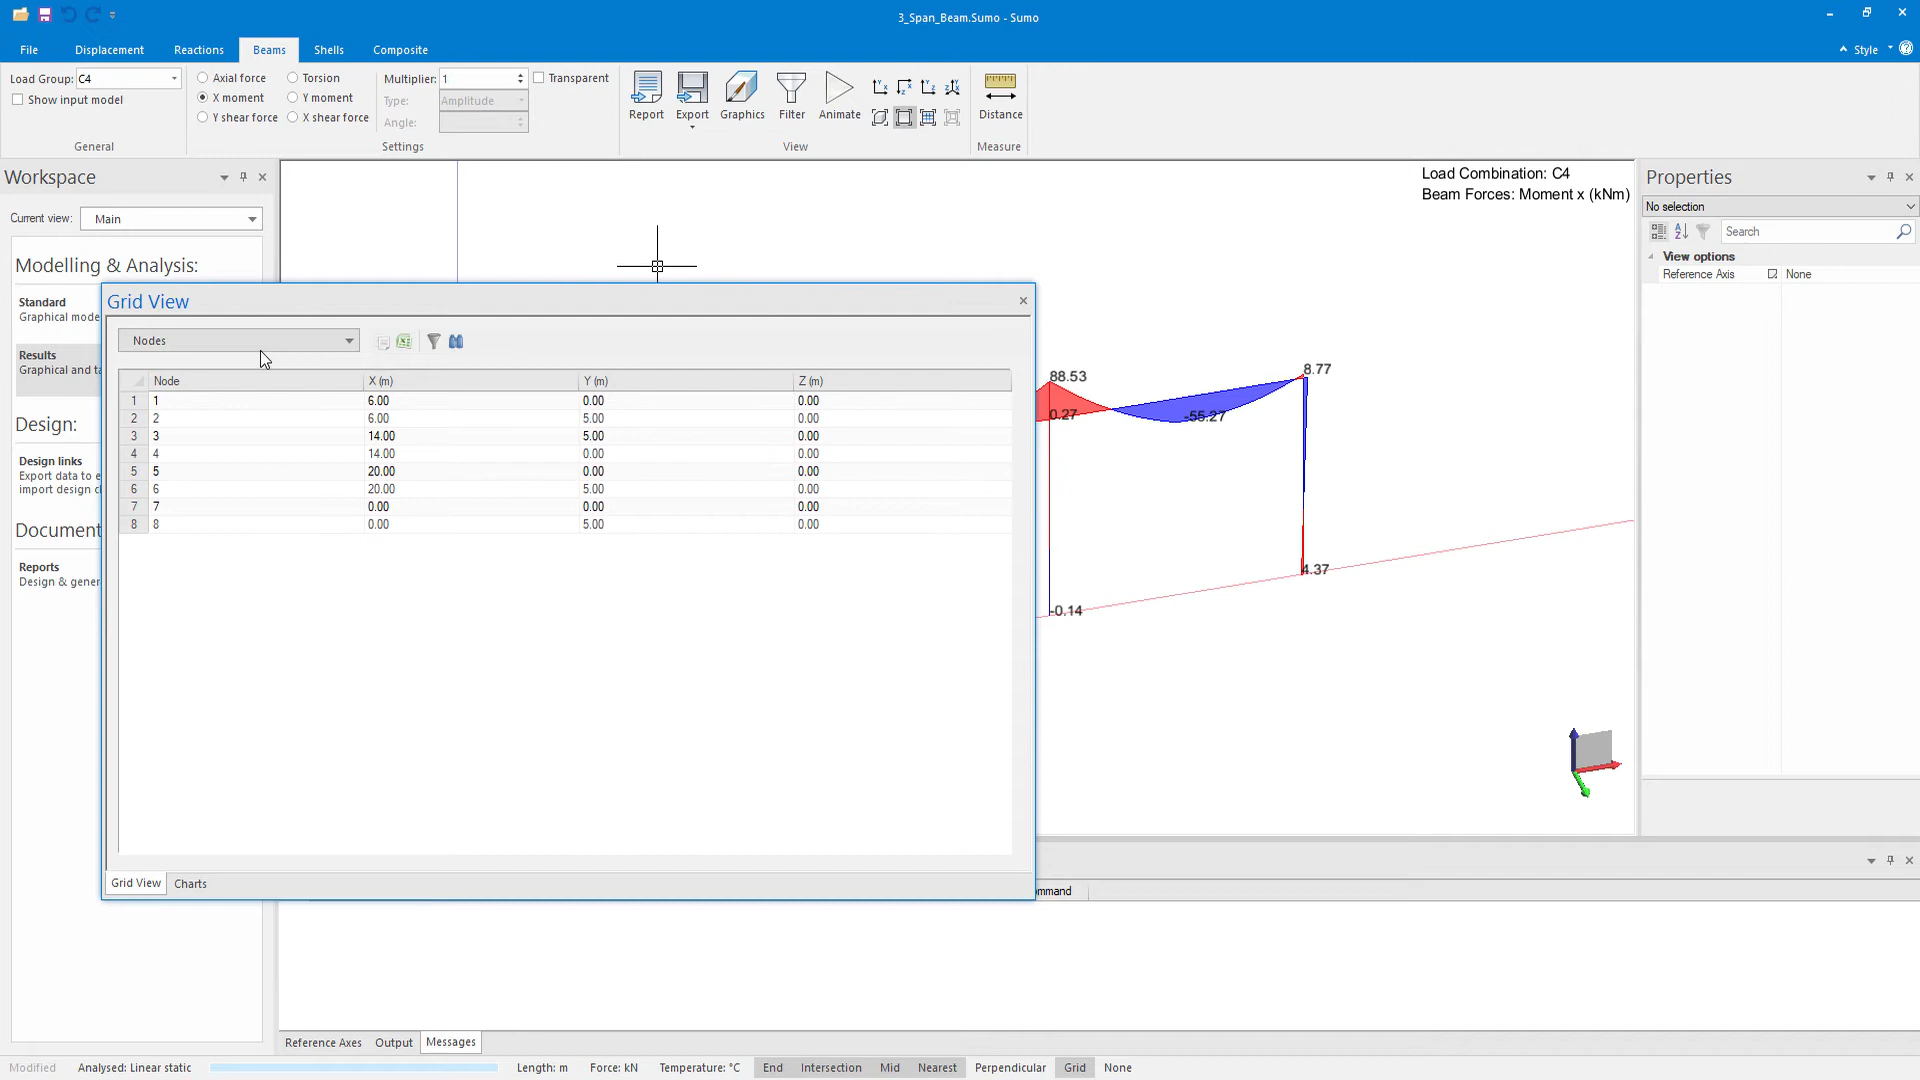 3_Span_Beam.Sumo - Sumo
File
Displacement
Reactions
Beams
Shells
Composite
Style
Load Group: C4
Show input model
General
Axial force
Torsion
X moment
Y moment
Y shear force
X shear force
Multiplier: 1
Transparent
Type: Amplitude
Angle:
Settings
Report
Export
Graphics
Filter
Animate
View
Distance
Measure
Workspace
Current view: Main
Modelling & Analysis:
Standard
Graphical mode
Results
Graphical and ta
Design:
Design links
Export data to e
import design c
Document
Reports
Design & gener
Load Combination: C4
Beam Forces: Moment x (kNm)
Grid View
Nodes
Node X (m) Y (m) Z (m)
1 1 6.00 0.00 0.00
2 2 6.00 5.00 0.00
3 3 14.00 5.00 0.00
4 4 14.00 0.00 0.00
5 5 20.00 0.00 0.00
6 6 20.00 5.00 0.00
7 7 0.00 0.00 0.00
8 8 0.00 5.00 0.00
Grid View
Charts
88.53
0.27
-55.27
8.77
4.37
-0.14
Properties
No selection
Search
View options
Reference Axis None
ommand
Reference Axes
Output
Messages
Modified
Analysed: Linear static
Length: m
Force: kN
Temperature: °C
End
Intersection
Mid
Nearest
Perpendicular
Grid
None